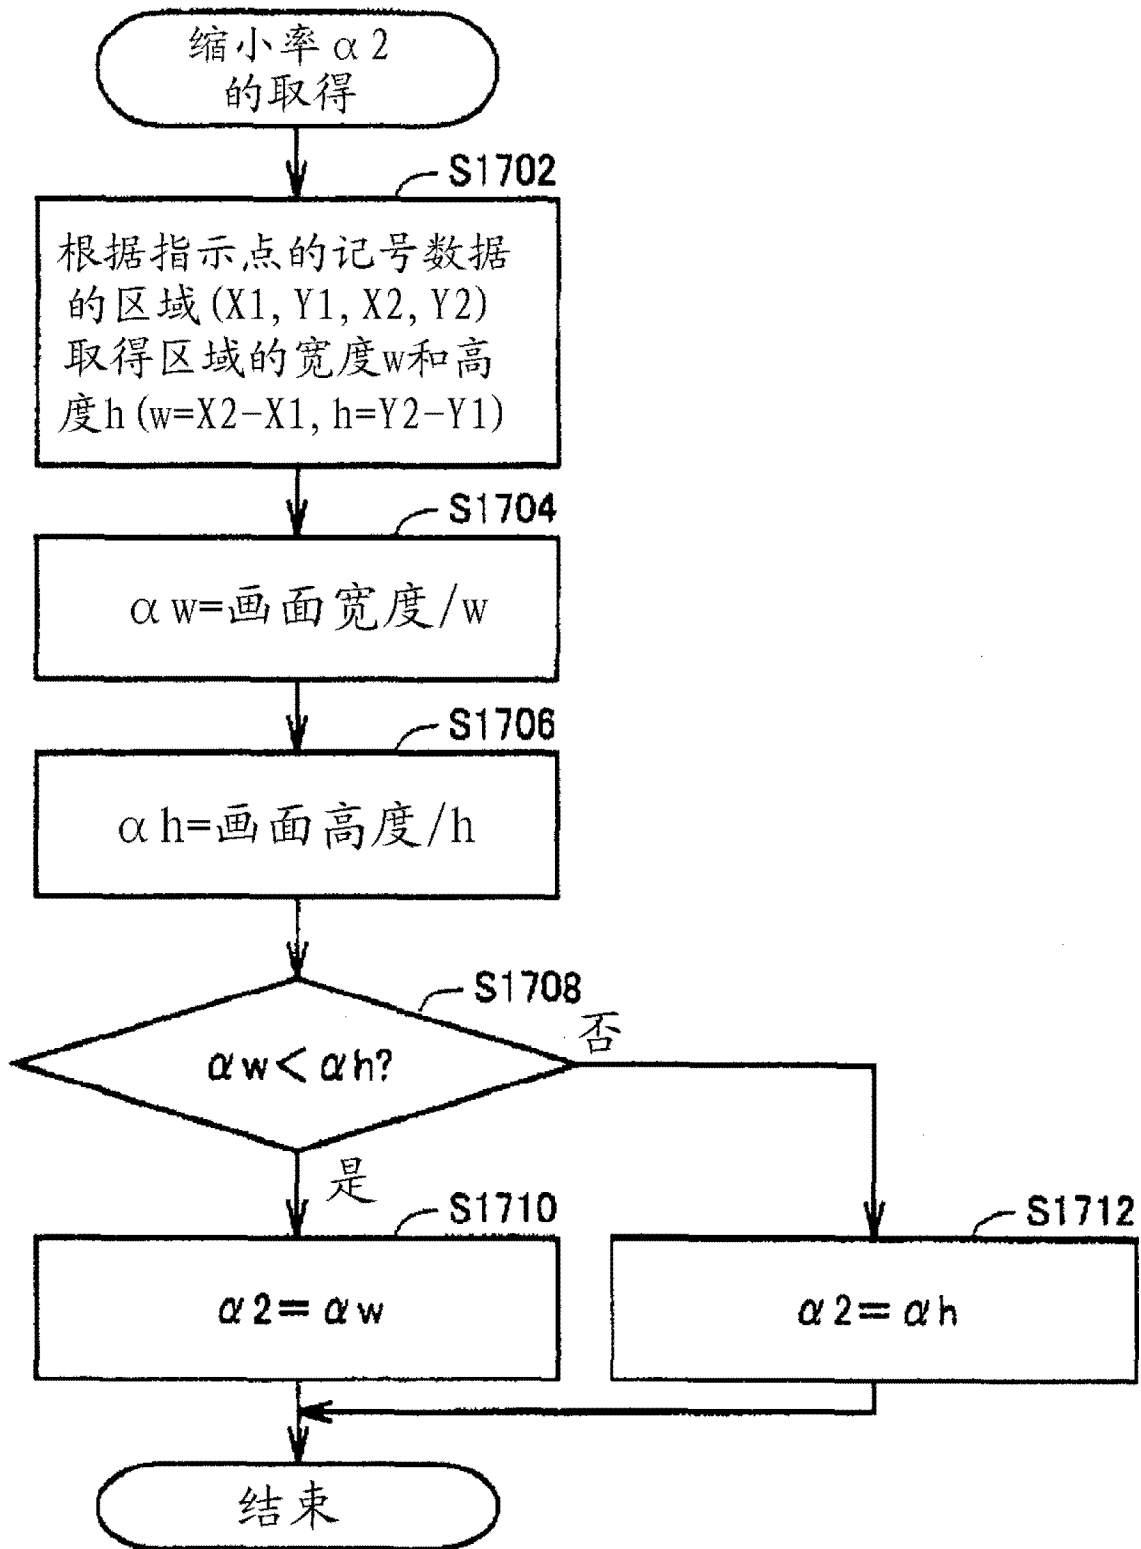 缩小率α2
的取得
S1702
根据指示点的记号数据
的区域(X1, Y1, X2, Y2)
取得区域的宽度w和高
度h(w=X2-X1, h=Y2-Y1)
S1704
αw=画面宽度/w
S1706
αh=画面高度/h
S1708
αw<αh?
否
是
S1710
α2=αw
S1712
α2=αh
结束